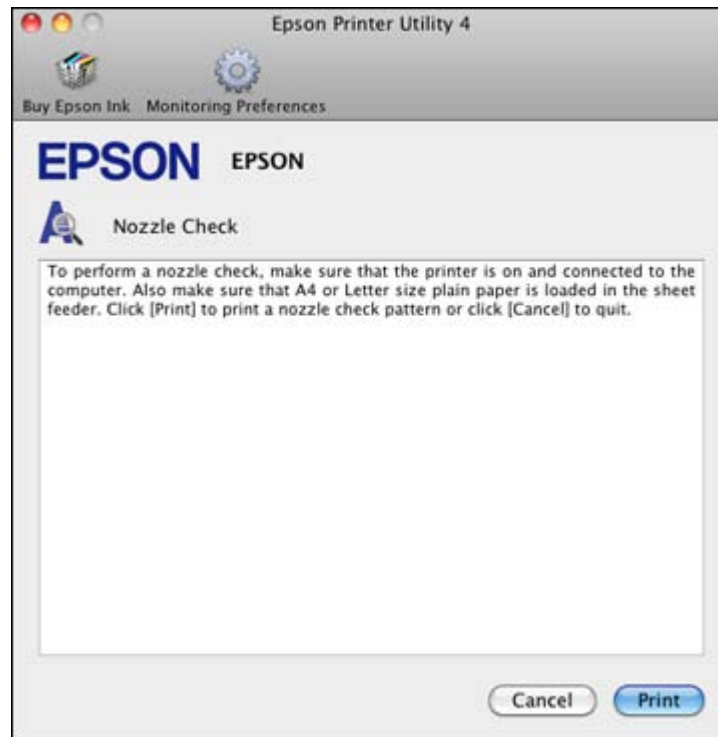 Epson Printer Utility 4
Buy Epson Ink Monitoring Preferences
EPSON EPSON
Nozzle Check
To perform a nozzle check, make sure that the printer is on and connected to the
computer. Also make sure that A4 or Letter size plain paper is loaded in the sheet
feeder. Click [Print] to print a nozzle check pattern or click [Cancel] to quit.
Cancel Print